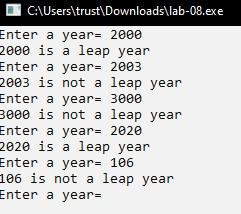 C:\Users\trust\Downloads\lab-08.exe
Enter a year= 2000
2000 is a leap year
Enter a year= 2003
2003 is not a leap year
Enter a year= 3000
3000 is not a leap year
Enter a year= 2020
2020 is a leap year
Enter a year= 106
106 is not a leap year
Enter a year=